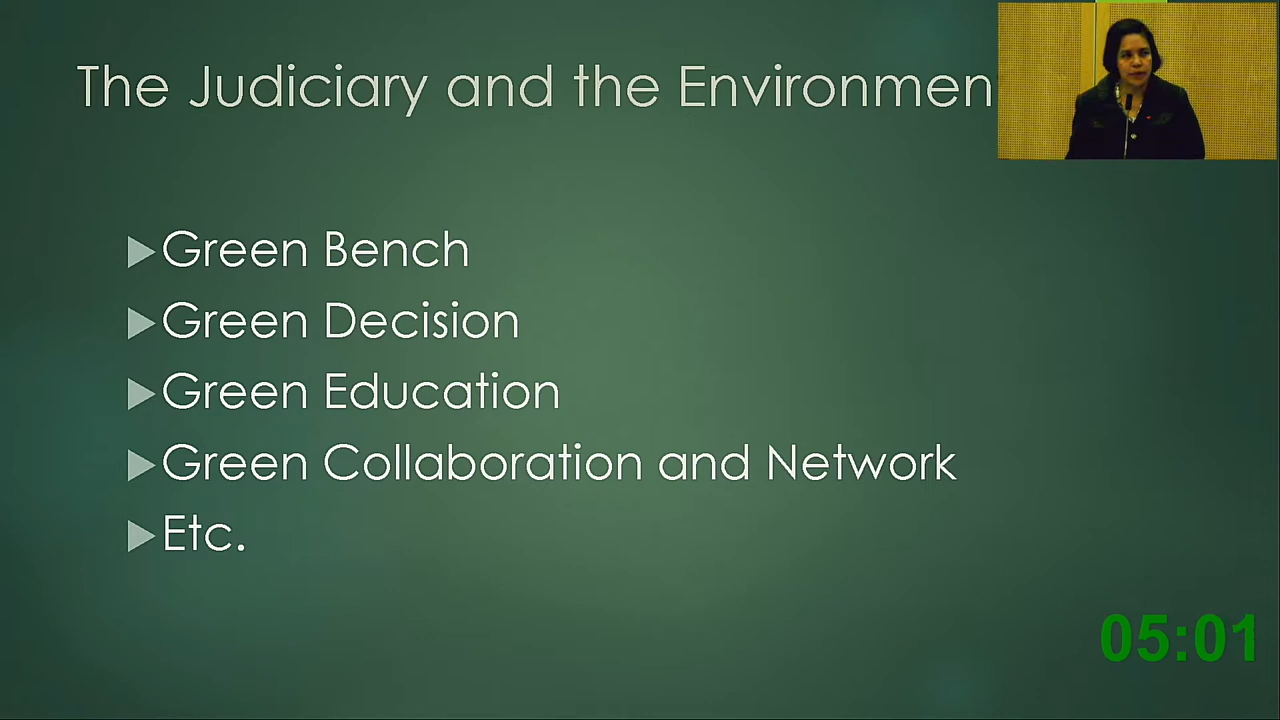 The Judiciary and the Environmen
Green Bench
Green Decision
Green Education
Green Collaboration and Network
Etc.
05:01